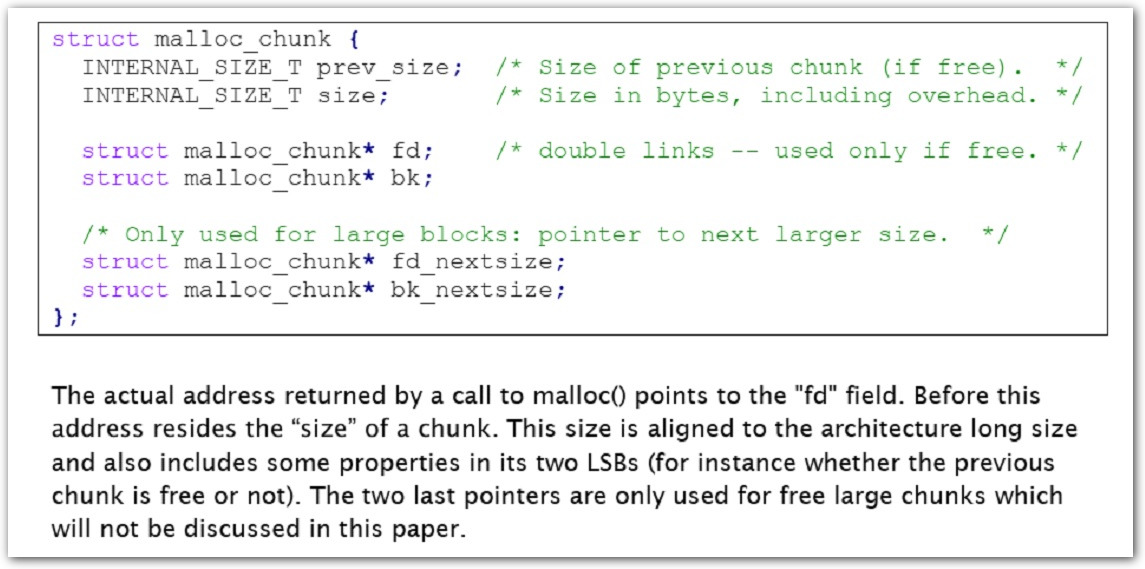 struct malloc_chunk {
INTERNAL_SIZE_T prev_size; /* Size of previous chunk (if free). */
INTERNAL_SIZE_T size; /* Size in bytes, including overhead. */
struct malloc_chunk* fd; /* double links -- used only if free. */
struct malloc_chunk* bk;
/* Only used for large blocks: pointer to next larger size. */
struct malloc_chunk* fd_nextsize;
struct malloc_chunk* bk_nextsize;
};
The actual address returned by a call to malloc() points to the "fd" field. Before this
address resides the “size” of a chunk. This size is aligned to the architecture long size
and also includes some properties in its two LSBs (for instance whether the previous
chunk is free or not). The two last pointers are only used for free large chunks which
will not be discussed in this paper.